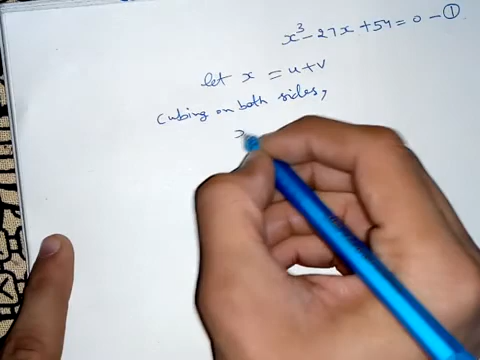 x³ - 27x + 54 = 0 - ①
let x = u+v
Cubing on both sides,